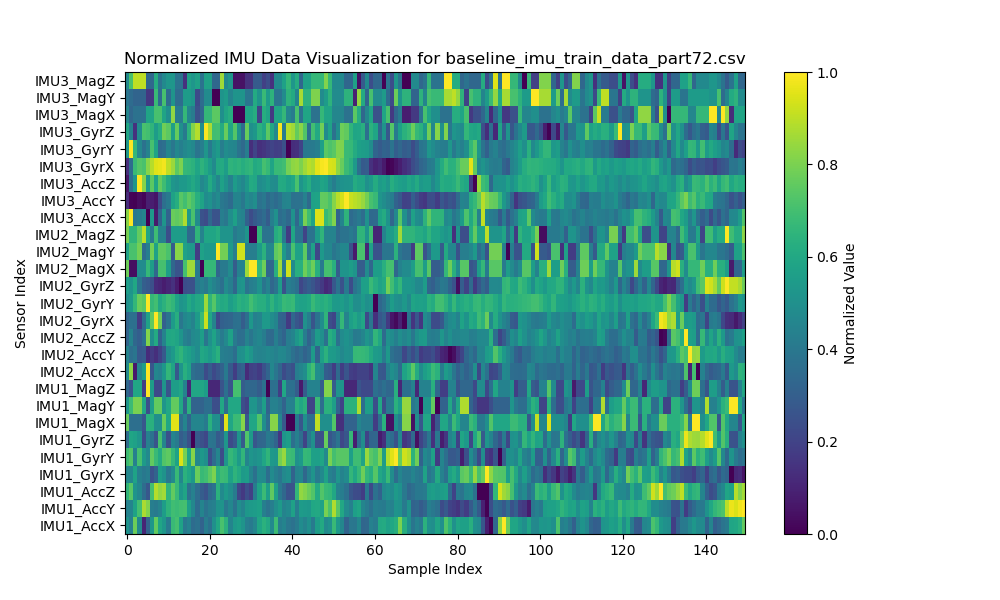 Normalized IMU Data Visualization for baseline_imu_train_data_part72.csv
IMU3_MagZ
IMU3_MagY
IMU3_MagX
IMU3_GyrZ
IMU3_GyrY
IMU3_GyrX
IMU3_AccZ
IMU3_AccY
IMU3_AccX
IMU2_MagZ
IMU2_MagY
IMU2_MagX
IMU2_GyrZ
IMU2_GyrY
IMU2_GyrX
IMU2_AccZ
IMU2_AccY
IMU2_AccX
IMU1_MagZ
IMU1_MagY
IMU1_MagX
IMU1_GyrZ
IMU1_GyrY
IMU1_GyrX
IMU1_AccZ
IMU1_AccY
IMU1_AccX
Sensor Index
0 20 40 60 80 100 120 140
Sample Index
1.0
0.8
0.6
0.4
0.2
0.0
Normalized Value